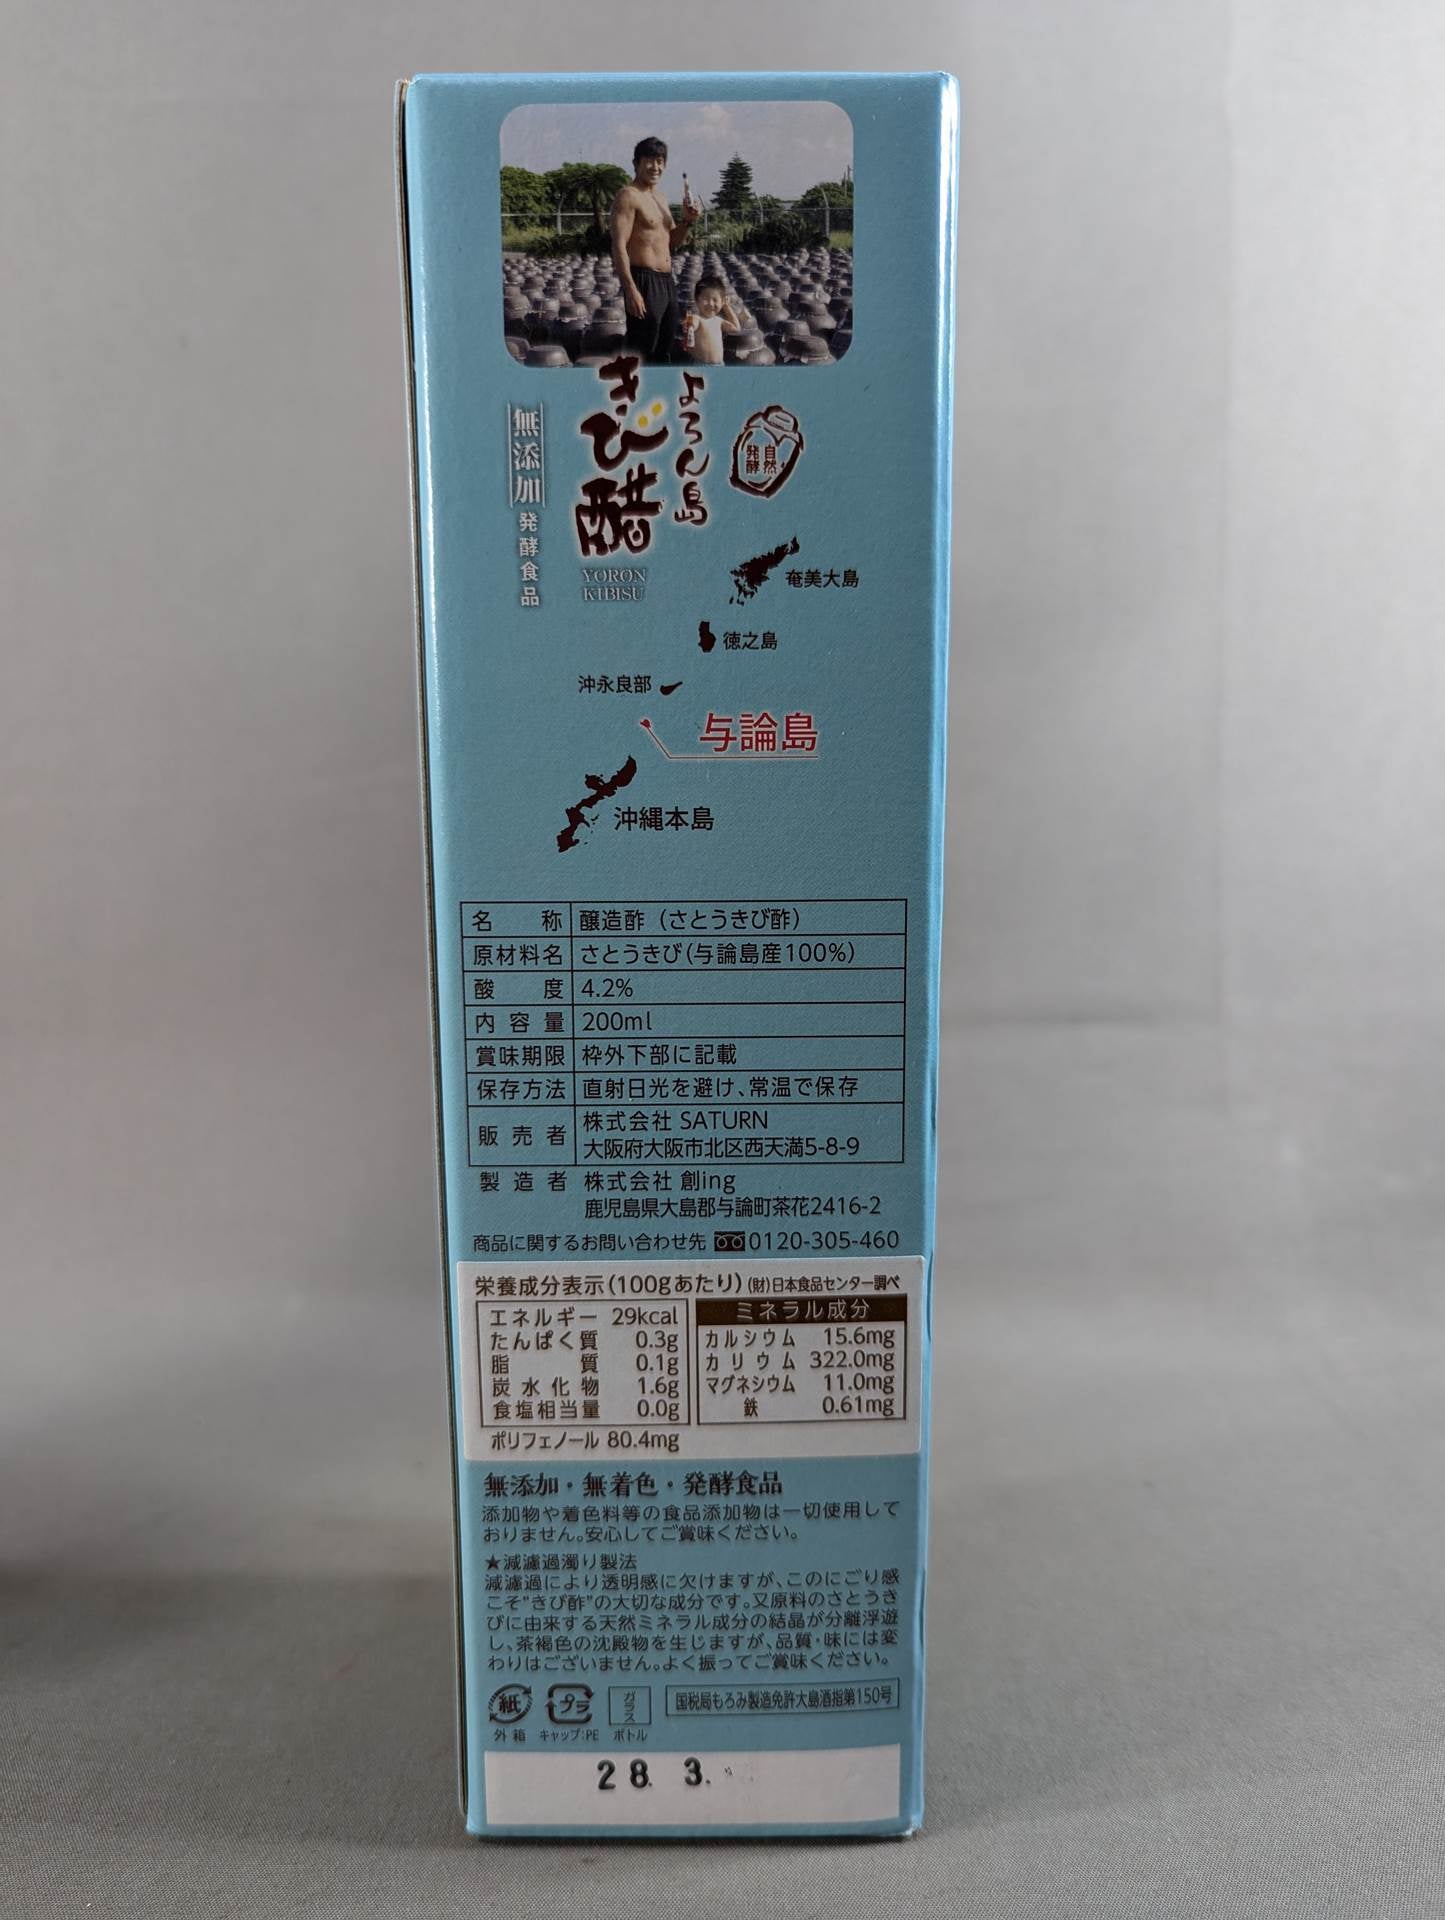 自然
発酵
よろん島
きび醋
YORON
KIBISU
無添加発酵食品
奄美大島
徳之島
沖永良部
与論島
沖縄本島
名称 醸造酢（さとうきび酢）
原材料名 さとうきび(与論島産100%)
酸度 4.2%
内容量 200ml
賞味期限 枠外下部に記載
保存方法 直射日光を避け、常温で保存
販売者 株式会社 SATURN
大阪府大阪市北区西天満5-8-9
製造者 株式会社 創ing
鹿児島県大島郡与論町茶花2416-2
商品に関するお問い合わせ先 0120-305-460
栄養成分表示(100gあたり)(財)日本食品センター調べ
エネルギー 29kcal
たんぱく質 0.3g
脂質 0.1g
炭水化物 1.6g
食塩相当量 0.0g
ポリフェノール 80.4mg
ミネラル成分
カルシウム 15.6mg
カリウム 322.0mg
マグネシウム 11.0mg
鉄 0.61mg
無添加・無着色・発酵食品
添加物や着色料等の食品添加物は一切使用して
おりません。安心してご賞味ください。
★減濾過濁り製法
減濾過により透明感に欠けますが、このにごり感
こそ"きび酢"の大切な成分です。又原料のさとうき
びに由来する天然ミネラル成分の結晶が分離浮遊
し、茶褐色の沈殿物を生じますが、品質・味には変
わりはございません。よく振ってご賞味ください。
紙 プラ ガラス
外箱 キャップ:PE ボトル
国税局もろみ製造免許大島酒指第150号
28. 3.